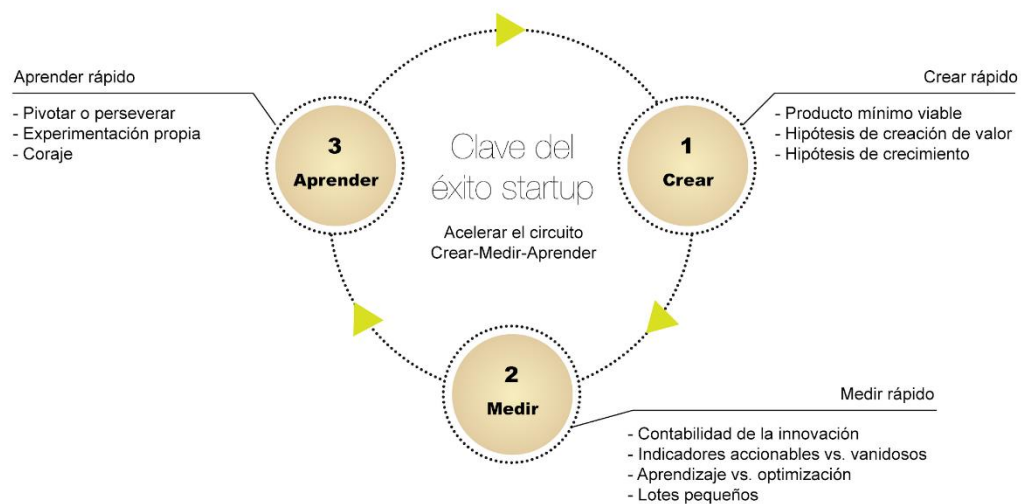 Aprender rápido
- Pivotar o perseverar
- Experimentación propia
- Coraje
3
Aprender
Clave del
éxito startup
Acelerar el circuito
Crear-Medir-Aprender
1
Crear
Crear rápido
- Producto mínimo viable
- Hipótesis de creación de valor
- Hipótesis de crecimiento
2
Medir
Medir rápido
- Contabilidad de la innovación
- Indicadores accionables vs. vanidosos
- Aprendizaje vs. optimización
- Lotes pequeños